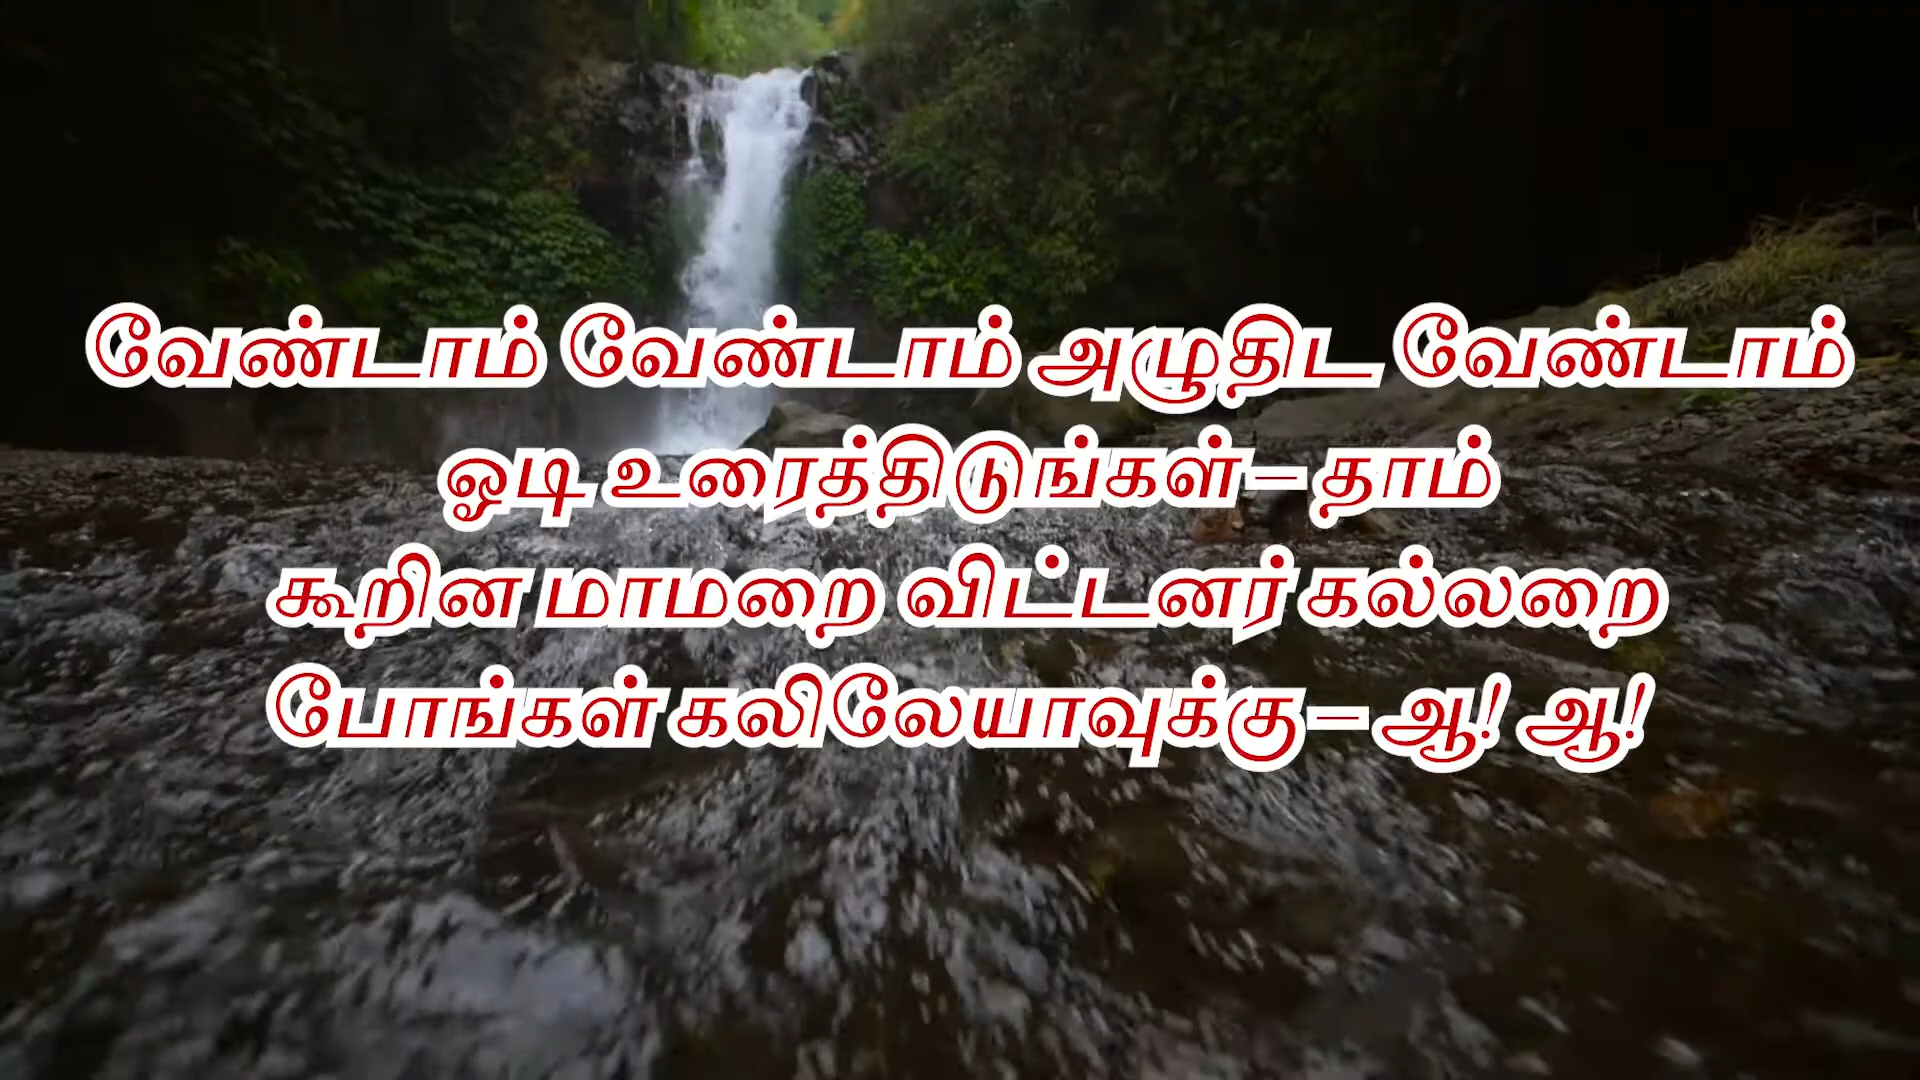 வேண்டாம் வேண்டாம் அழுதிட வேண்டாம்
ஓடி உரைத்திடுங்கள் – தாம்
கூறின மாமறை விட்டனர் கல்லறை
போங்கள் கலிலேயாவுக்கு – ஆ! ஆ!